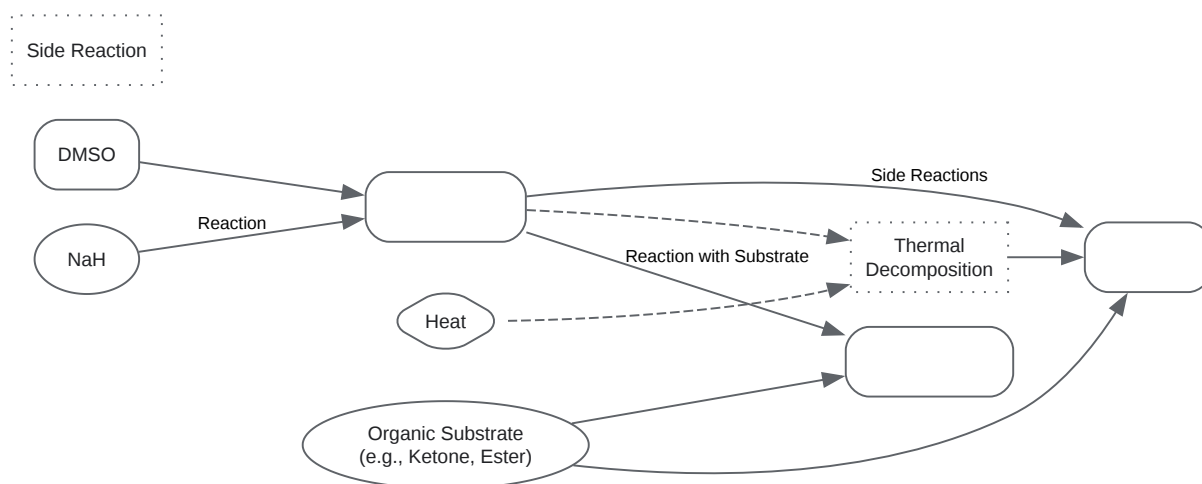 Side Reaction
DMSO
NaH
Reaction
Side Reactions
Reaction with Substrate
Thermal
Decomposition
Heat
Organic Substrate
(e.g., Ketone, Ester)